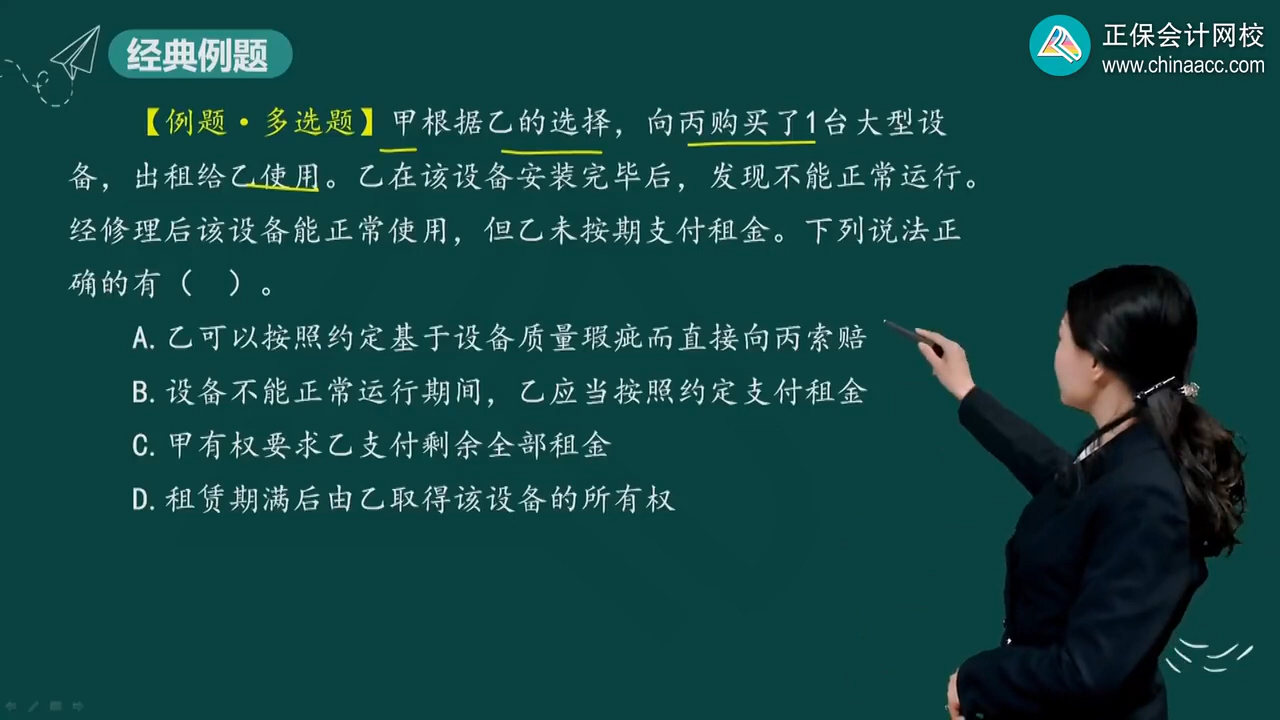 经典例题
正保会计网校
www.chinaacc.com
【例题·多选题】甲根据乙的选择，向丙购买了1台大型设
备，出租给乙使用。乙在该设备安装完毕后，发现不能正常运行。
经修理后该设备能正常使用，但乙未按期支付租金。下列说法正
确的有（ ）。
A.乙可以按照约定基于设备质量瑕疵而直接向丙索赔
B.设备不能正常运行期间，乙应当按照约定支付租金
C.甲有权要求乙支付剩余全部租金
D.租赁期满后由乙取得该设备的所有权